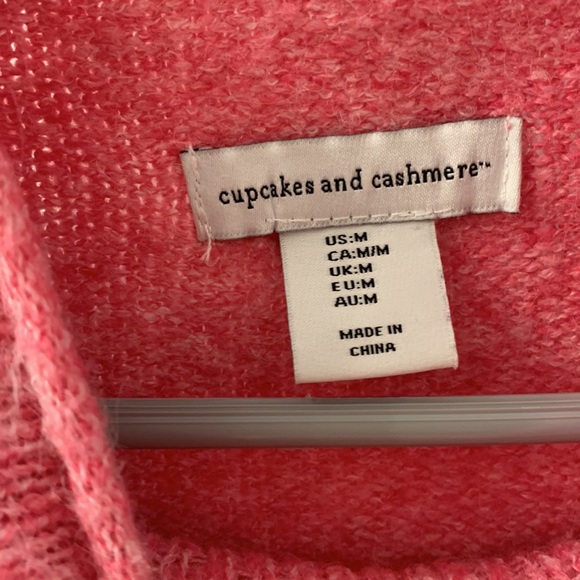 cupcakes and cashmere™
US:M
CA:M/M
UK:M
EU:M
AU:M
MADE IN
CHINA